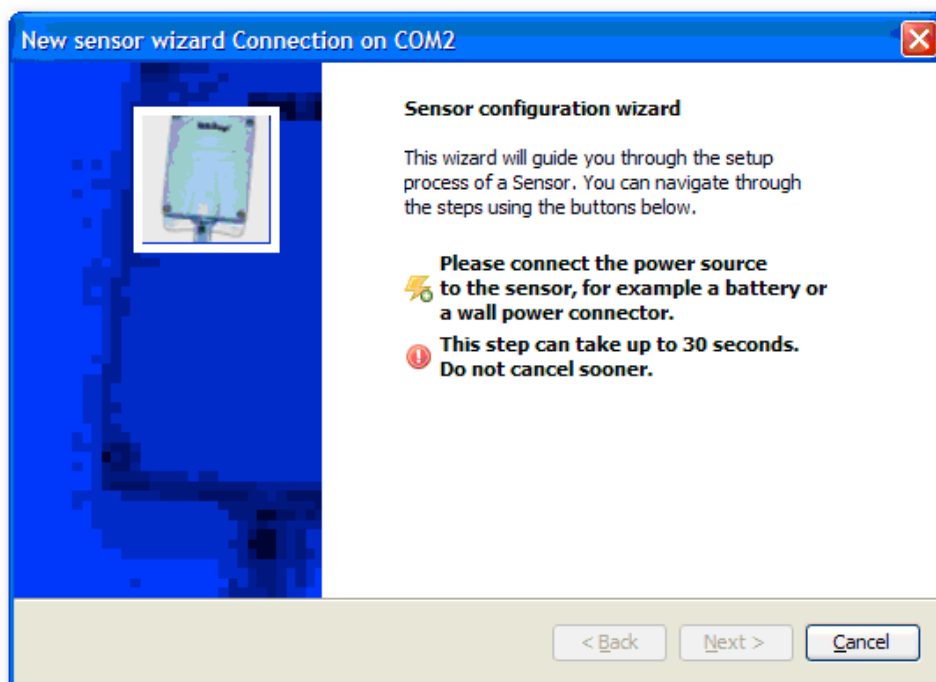 New sensor wizard Connection on COM2
Sensor configuration wizard
This wizard will guide you through the setup
process of a Sensor. You can navigate through
the steps using the buttons below.
Please connect the power source
to the sensor, for example a battery or
a wall power connector.
This step can take up to 30 seconds.
Do not cancel sooner.
< Back Next > Cancel